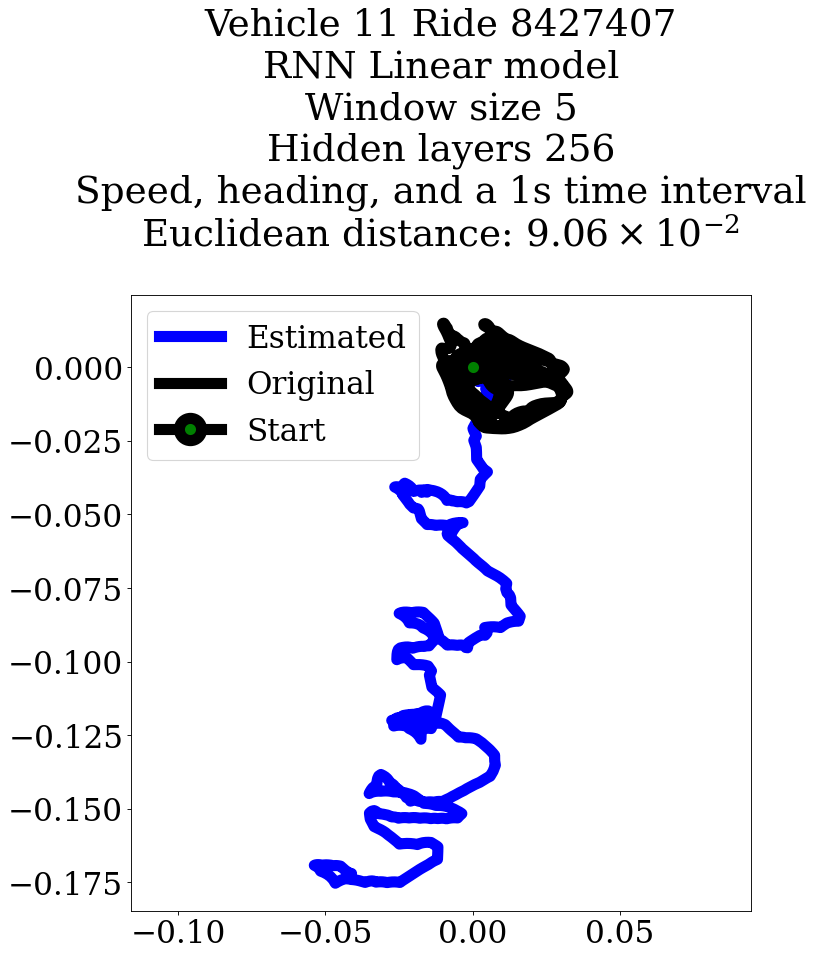 Vehicle 11 Ride 8427407
RNN Linear model
Window size 5
Hidden layers 256
Speed, heading, and a 1s time interval
Euclidean distance: 9.06 × 10⁻²
Estimated
Original
Start
0.000
−0.025
−0.050
−0.075
−0.100
−0.125
−0.150
−0.175
−0.10 −0.05 0.00 0.05